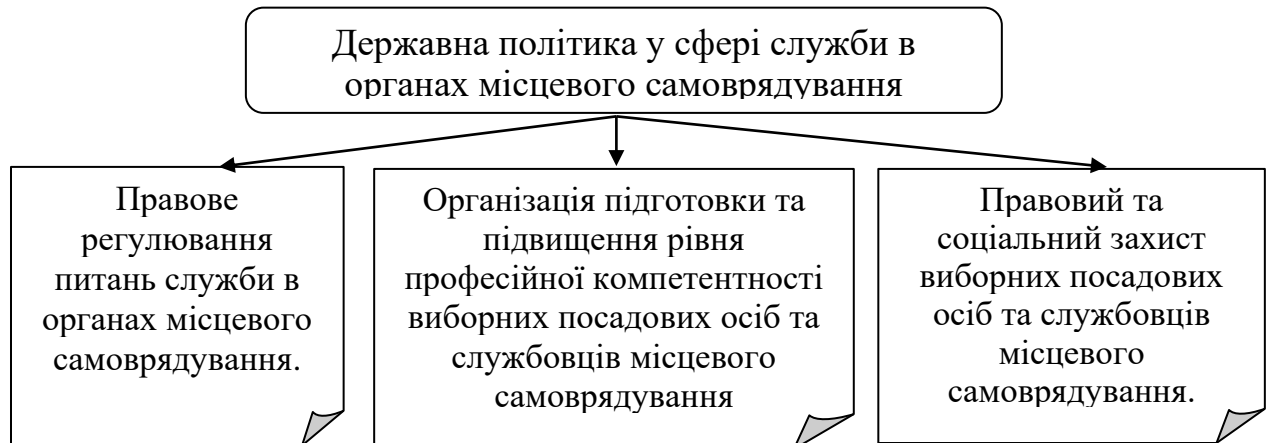 Державна політика у сфері служби в
органах місцевого самоврядування
Правове
регулювання
питань служби в
органах місцевого
самоврядування.
Організація підготовки та
підвищення рівня
професійної компетентності
виборних посадових осіб та
службовців місцевого
самоврядування
Правовий та
соціальний захист
виборних посадових
осіб та службовців
місцевого
самоврядування.